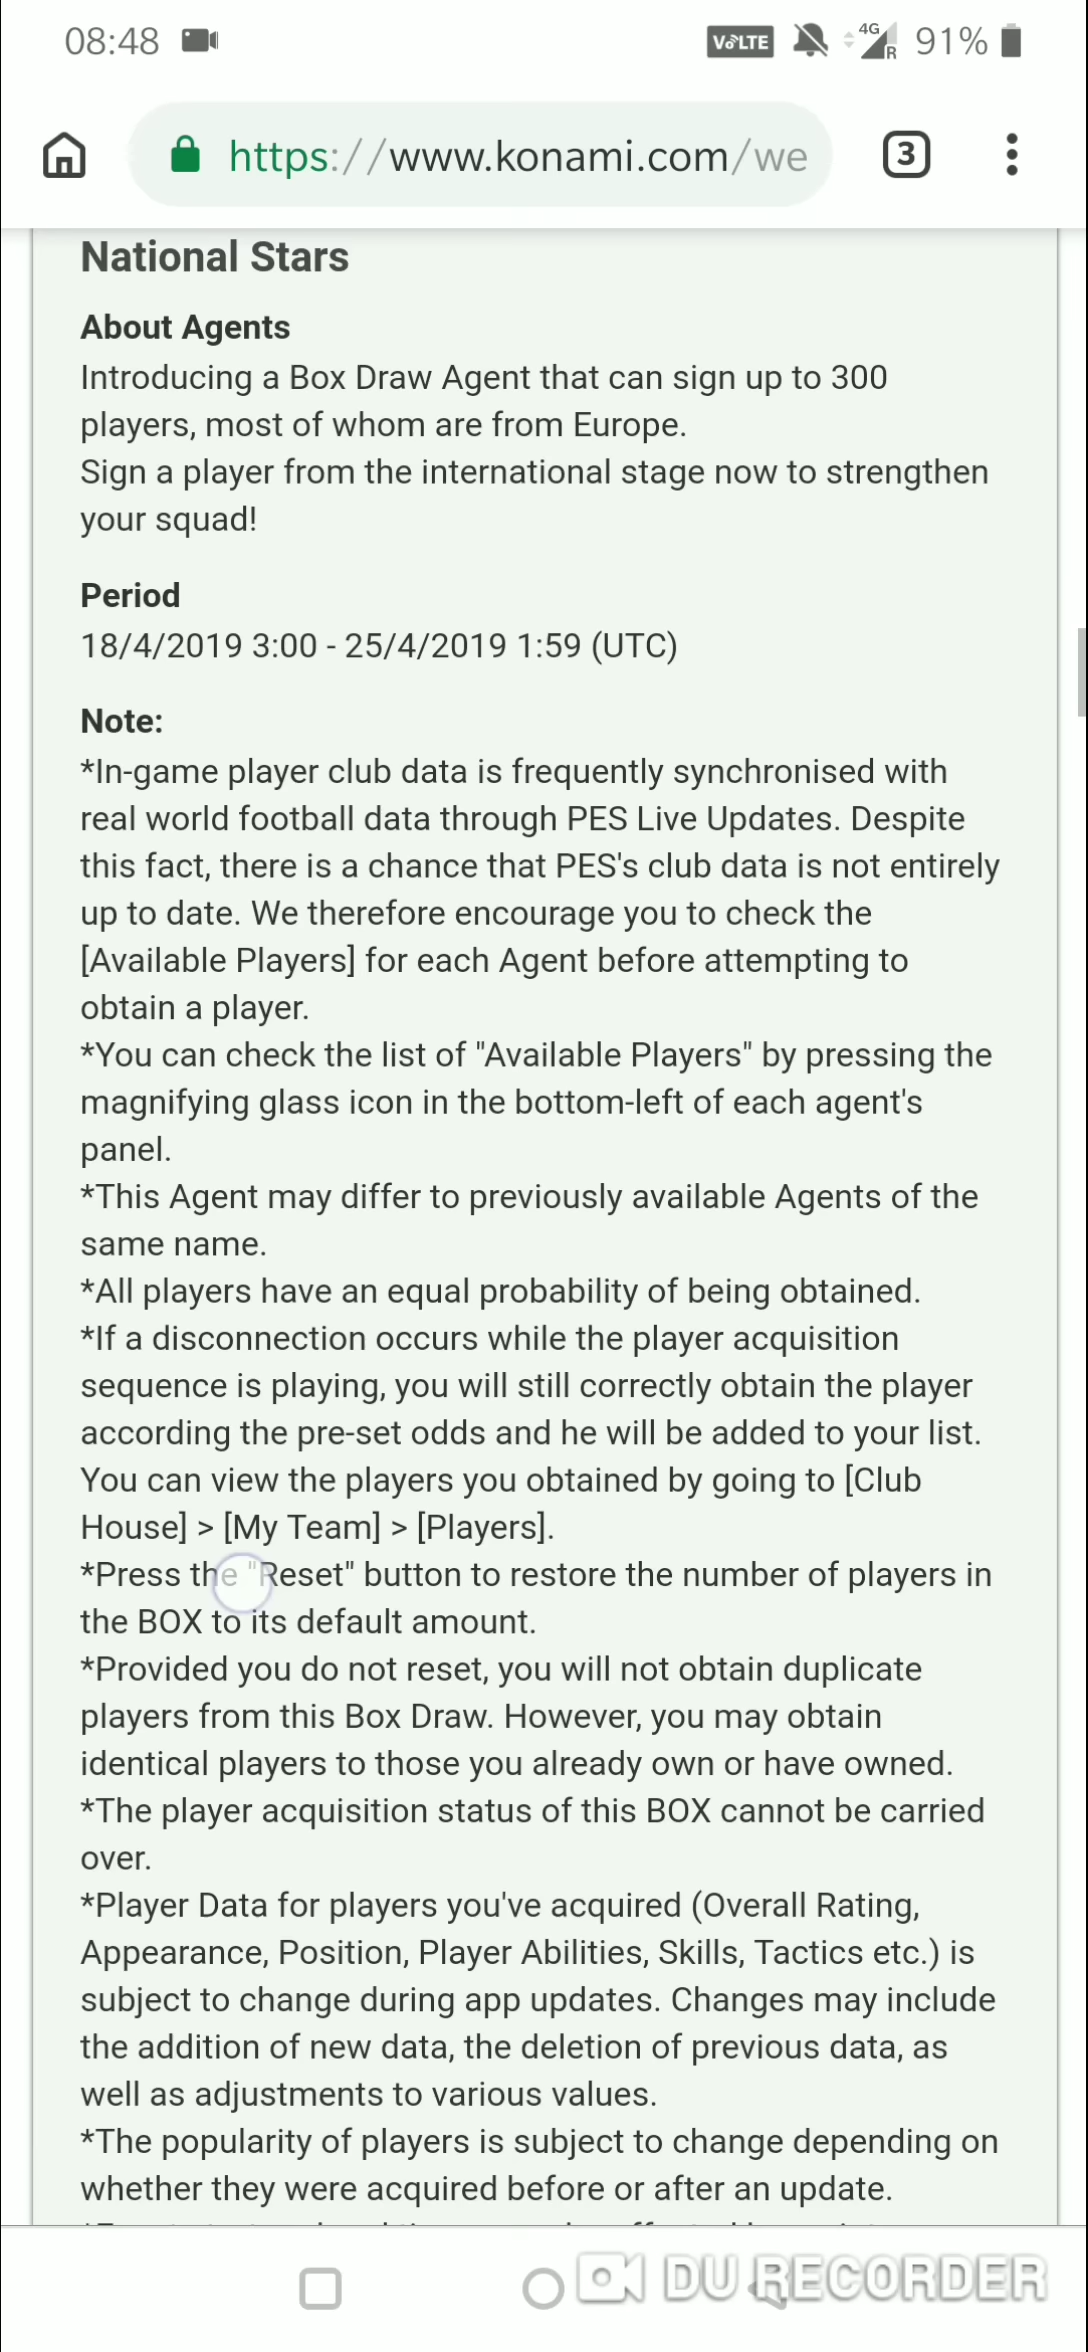 08:48
VoLTE 4G R 91%
https://www.konami.com/we
3
National Stars
About Agents
Introducing a Box Draw Agent that can sign up to 300
players, most of whom are from Europe.
Sign a player from the international stage now to strengthen
your squad!
Period
18/4/2019 3:00 - 25/4/2019 1:59 (UTC)
Note:
*In-game player club data is frequently synchronised with
real world football data through PES Live Updates. Despite
this fact, there is a chance that PES's club data is not entirely
up to date. We therefore encourage you to check the
[Available Players] for each Agent before attempting to
obtain a player.
*You can check the list of "Available Players" by pressing the
magnifying glass icon in the bottom-left of each agent's
panel.
*This Agent may differ to previously available Agents of the
same name.
*All players have an equal probability of being obtained.
*If a disconnection occurs while the player acquisition
sequence is playing, you will still correctly obtain the player
according the pre-set odds and he will be added to your list.
You can view the players you obtained by going to [Club
House] > [My Team] > [Players].
*Press the "Reset" button to restore the number of players in
the BOX to its default amount.
*Provided you do not reset, you will not obtain duplicate
players from this Box Draw. However, you may obtain
identical players to those you already own or have owned.
*The player acquisition status of this BOX cannot be carried
over.
*Player Data for players you've acquired (Overall Rating,
Appearance, Position, Player Abilities, Skills, Tactics etc.) is
subject to change during app updates. Changes may include
the addition of new data, the deletion of previous data, as
well as adjustments to various values.
*The popularity of players is subject to change depending on
whether they were acquired before or after an update.
DU RECORDER